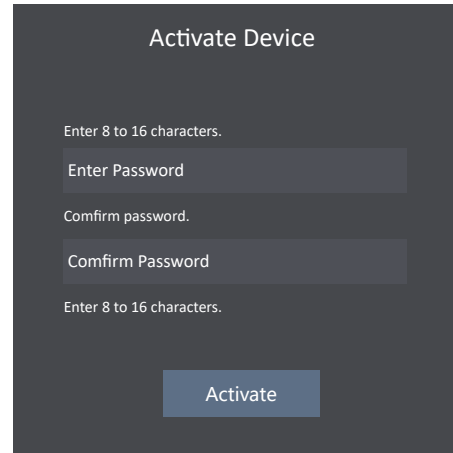 Activate Device
Enter 8 to 16 characters.
Enter Password
Comfirm password.
Comfirm Password
Enter 8 to 16 characters.
Activate